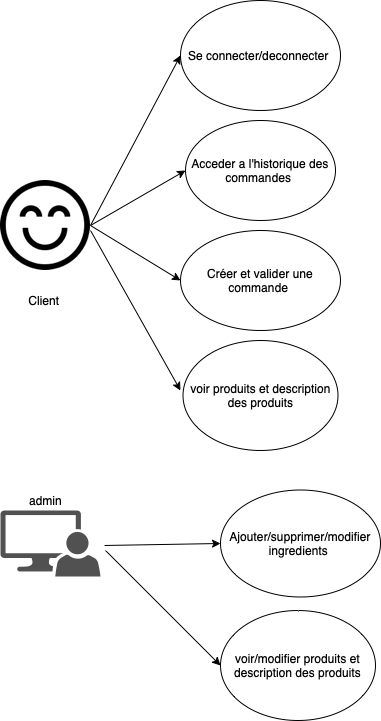 Se connecter/deconnecter
Acceder a l'historique des
commandes
Créer et valider une
commande
Client
voir produits et description
des produits
admin
Ajouter/supprimer/modifier
ingredients
voir/modifier produits et
description des produits